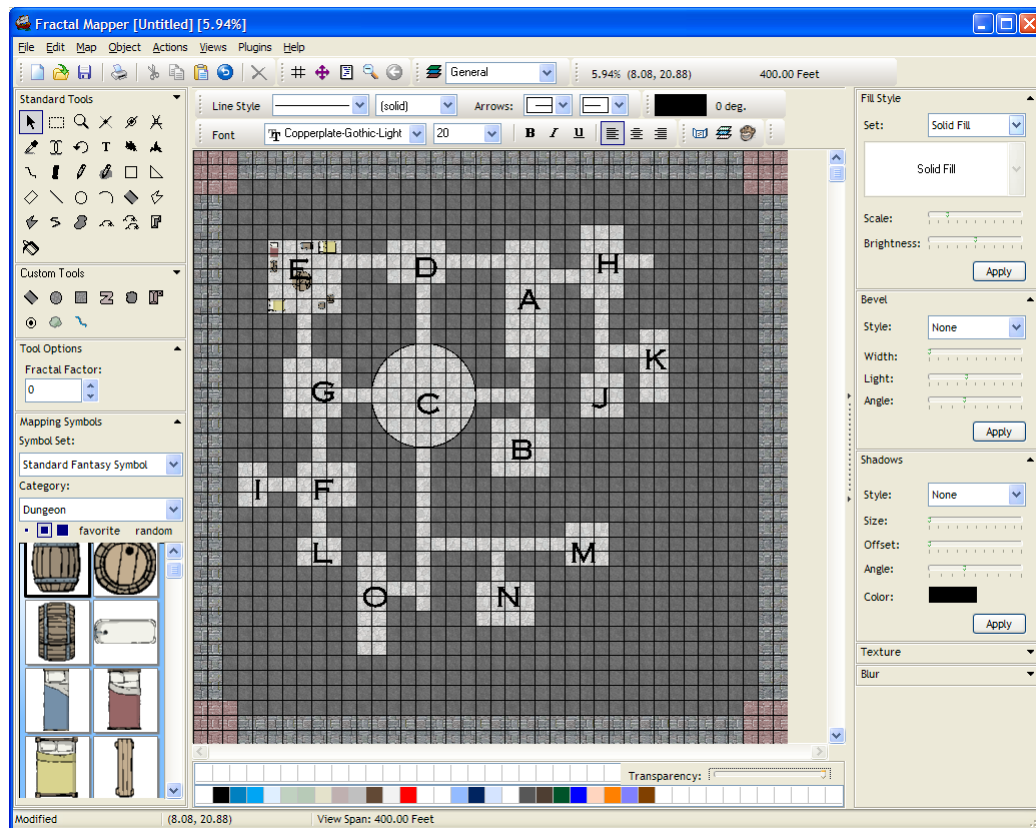 Fractal Mapper [Untitled] [5.94%]
File Edit Map Object Actions Views Plugins Help
General 5.94% (8.08, 20.88) 400.00 Feet
Standard Tools
Custom Tools
Tool Options
Fractal Factor:
0
Mapping Symbols
Symbol Set:
Standard Fantasy Symbol
Category:
Dungeon
favorite random
Line Style (solid) Arrows: 0 deg.
Font Copperplate-Gothic-Light 20 B I U
E D H
A
K
G C J
B
I F
L M
O N
Transparency:
Fill Style
Set: Solid Fill
Solid Fill
Scale:
Brightness:
Apply
Bevel
Style: None
Width:
Light:
Angle:
Apply
Shadows
Style: None
Size:
Offset:
Angle:
Color:
Apply
Texture
Blur
Modified (8.08, 20.88) View Span: 400.00 Feet